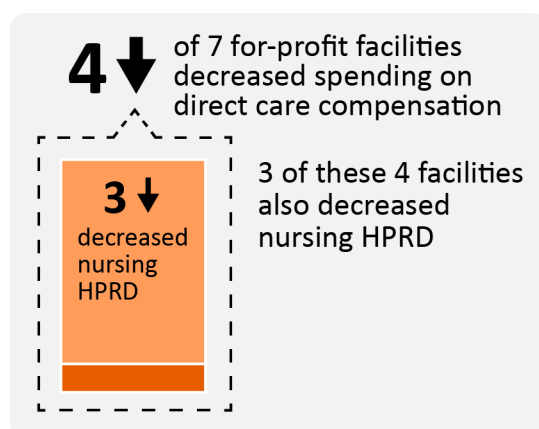 4 of 7 for-profit facilities
decreased spending on
direct care compensation
3
decreased
nursing
HPRD
3 of these 4 facilities
also decreased
nursing HPRD